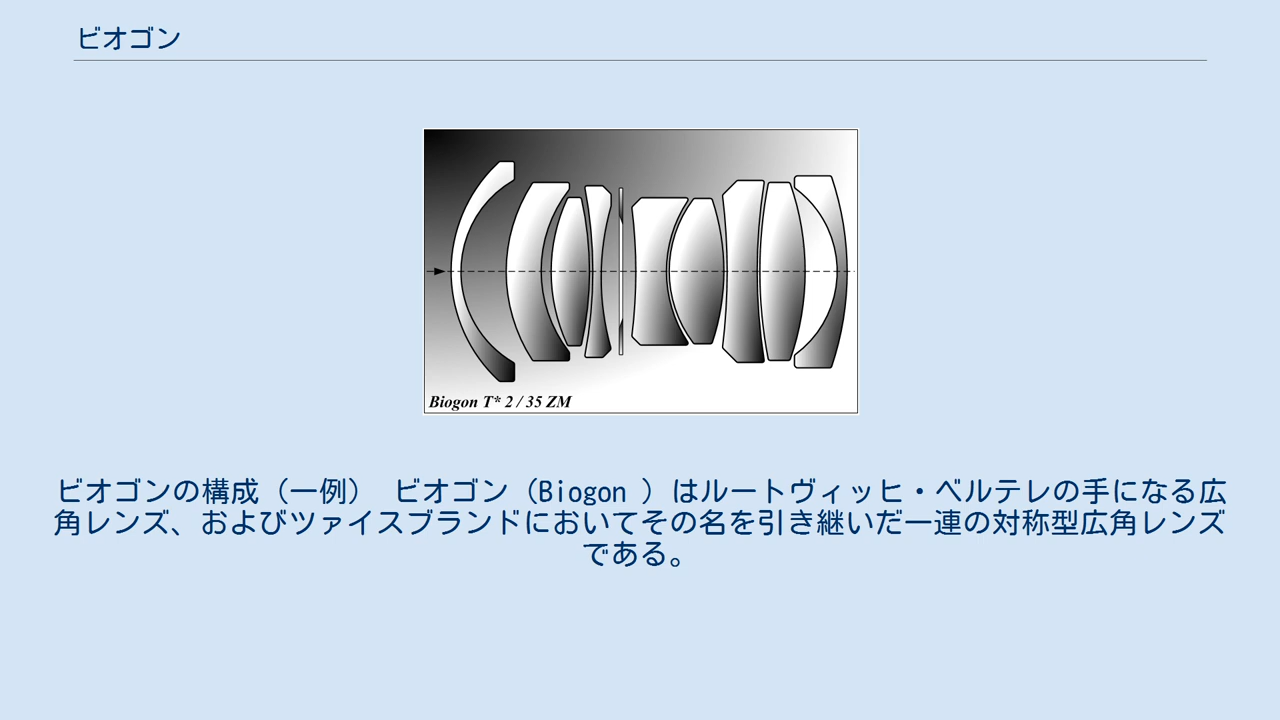 ビオゴン
Biogon T* 2 / 35 ZM
ビオゴンの構成（一例） ビオゴン（Biogon ）はルートヴィッヒ・ベルテレの手になる広
角レンズ、およびツァイスブランドにおいてその名を引き継いだ一連の対称型広角レンズ
である。